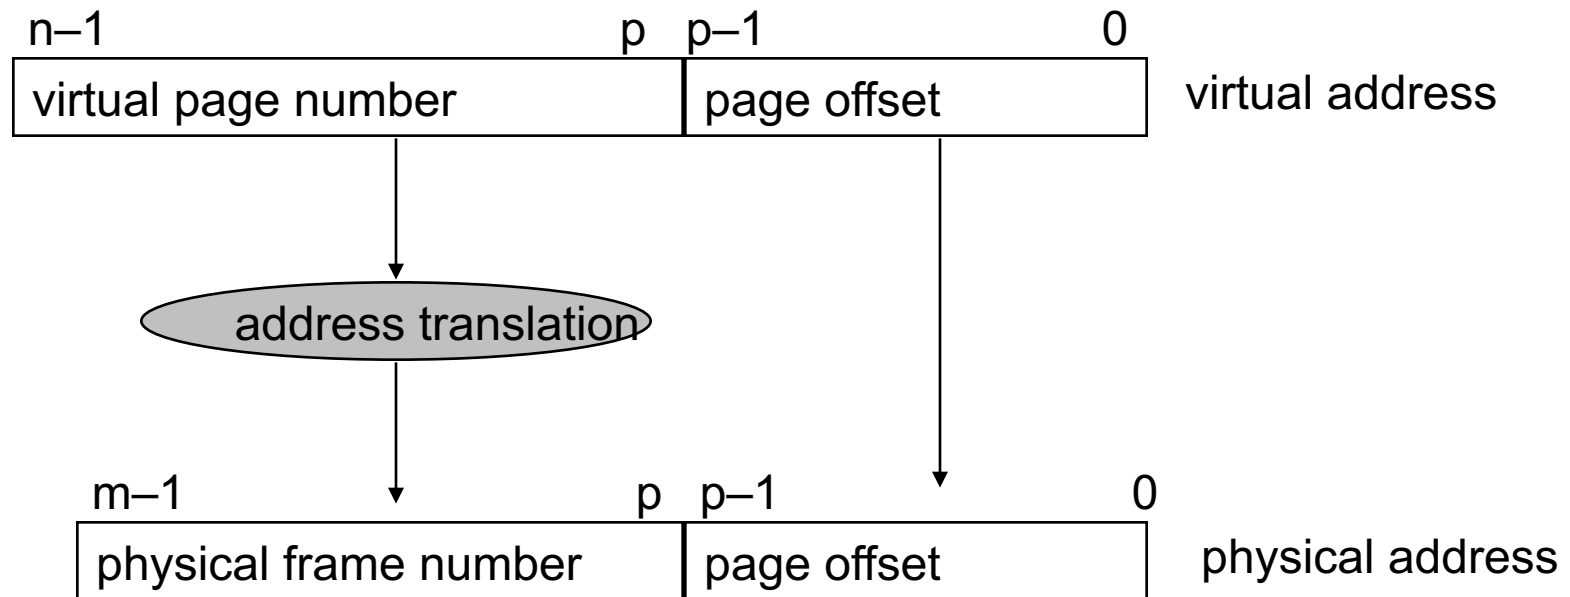 n–1 p p–1 0
virtual page number page offset virtual address
address translation
m–1 p p–1 0
physical frame number page offset physical address